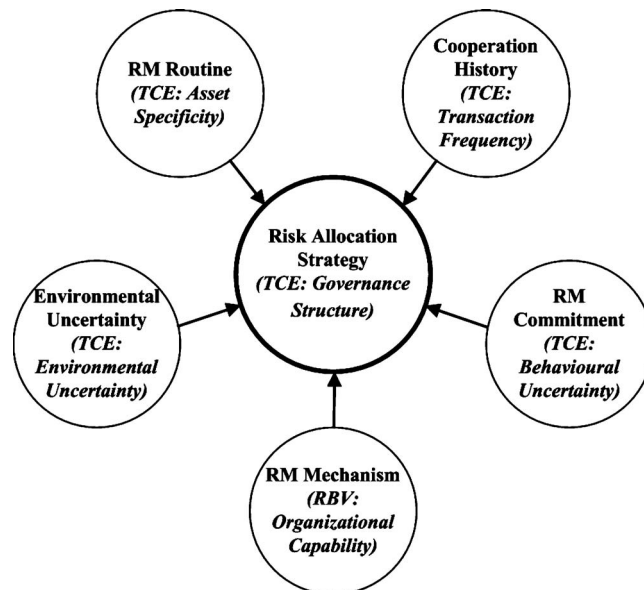 RM Routine
(TCE: Asset
Specificity)
Cooperation
History
(TCE:
Transaction
Frequency)
Risk Allocation
Strategy
(TCE: Governance
Structure)
Environmental
Uncertainty
(TCE:
Environmental
Uncertainty)
RM
Commitment
(TCE:
Behavioural
Uncertainty)
RM Mechanism
(RBV:
Organizational
Capability)